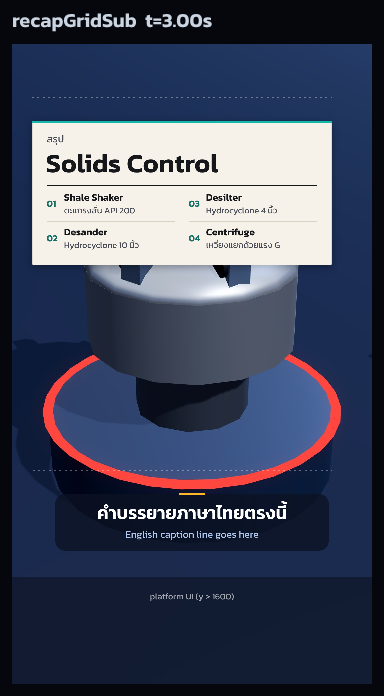 recapGridSub t=3.00s
สรุป
Solids Control
01 Shale Shaker
ตะแกรงสั่น API 200
03 Desilter
Hydrocyclone 4 นิ้ว
02 Desander
Hydrocyclone 10 นิ้ว
04 Centrifuge
เหวี่ยงแยกด้วยแรง G
คำบรรยายภาษาไทยตรงนี้
English caption line goes here
platform UI (y > 1600)